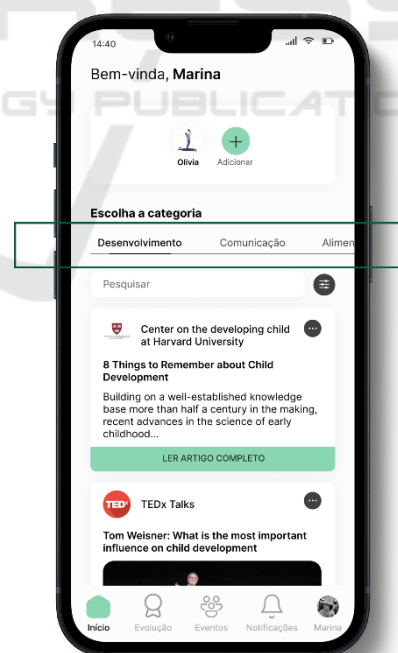 14:40
Bem-vinda, Marina
Olivia
Adicionar
Escolha a categoria
Desenvolvimento Comunicação Alimen
Pesquisar
Center on the developing child
at Harvard University
8 Things to Remember about Child
Development
Building on a well-established knowledge
base more than half a century in the making,
recent advances in the science of early
childhood...
LER ARTIGO COMPLETO
TED
TEDx Talks
Tom Weisner: What is the most important
influence on child development
Início Evolução Eventos Notificações Marina